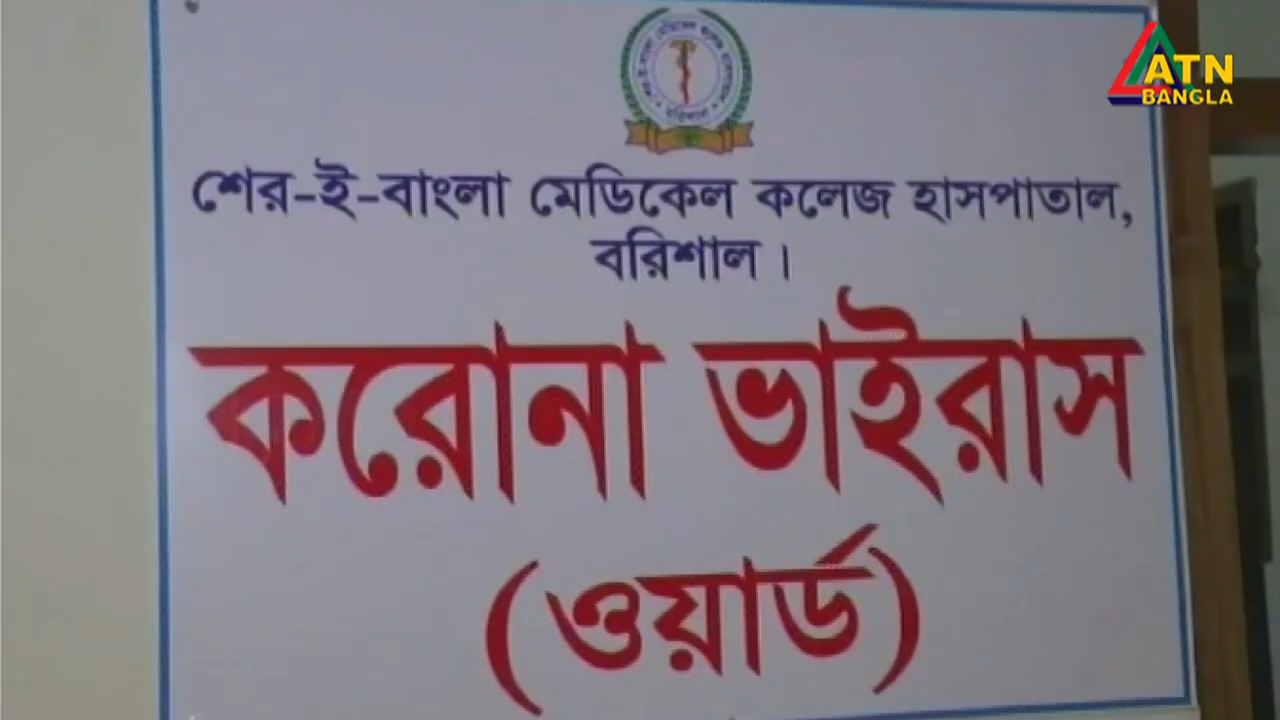 ATN
BANGLA
শের-ই-বাংলা মেডিকেল কলেজ হাসপাতাল,
বরিশাল।
করোনা ভাইরাস
(ওয়ার্ড)